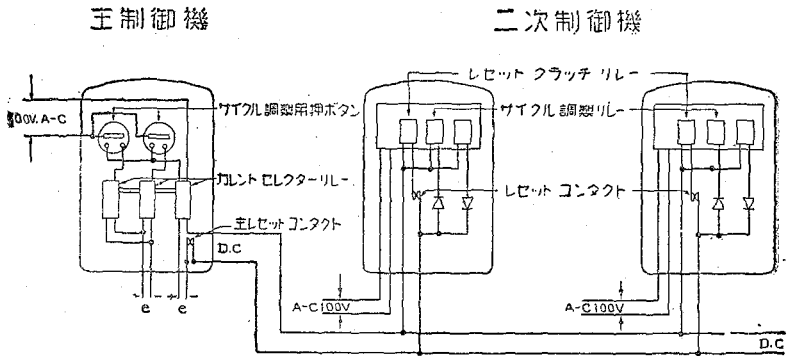 主制御機
二次制御機
レセット クラッチ リレー
100V. A-C
サイクル調整用押ボタン
サイクル調整リレー
カレント セレクターリレー
レセット コンタクト
主レセット コンタクト
D.C
e e
A-C100V
A-C100V
D.C